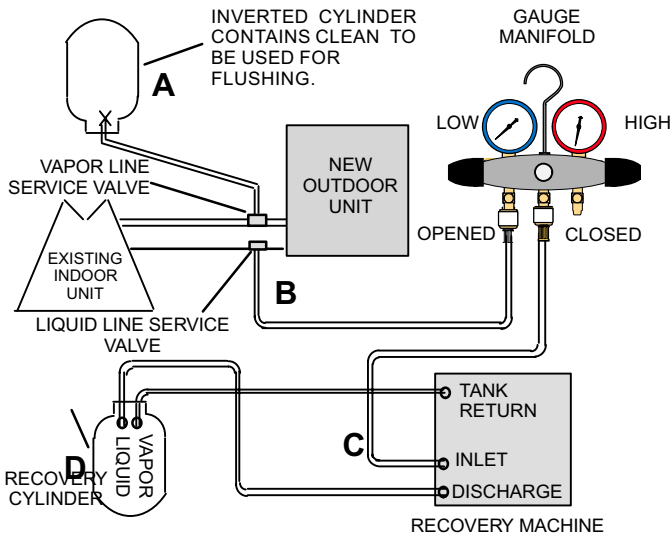 INVERTED CYLINDER
CONTAINS CLEAN TO
BE USED FOR
FLUSHING.
A
GAUGE
MANIFOLD
LOW
HIGH
VAPOR LINE
SERVICE VALVE
NEW
OUTDOOR
UNIT
OPENED
CLOSED
EXISTING
INDOOR
UNIT
B
LIQUID LINE SERVICE
VALVE
TANK
RETURN
C
INLET
DISCHARGE
D
RECOVERY
CYLINDER
LIQUID
VAPOR
RECOVERY MACHINE